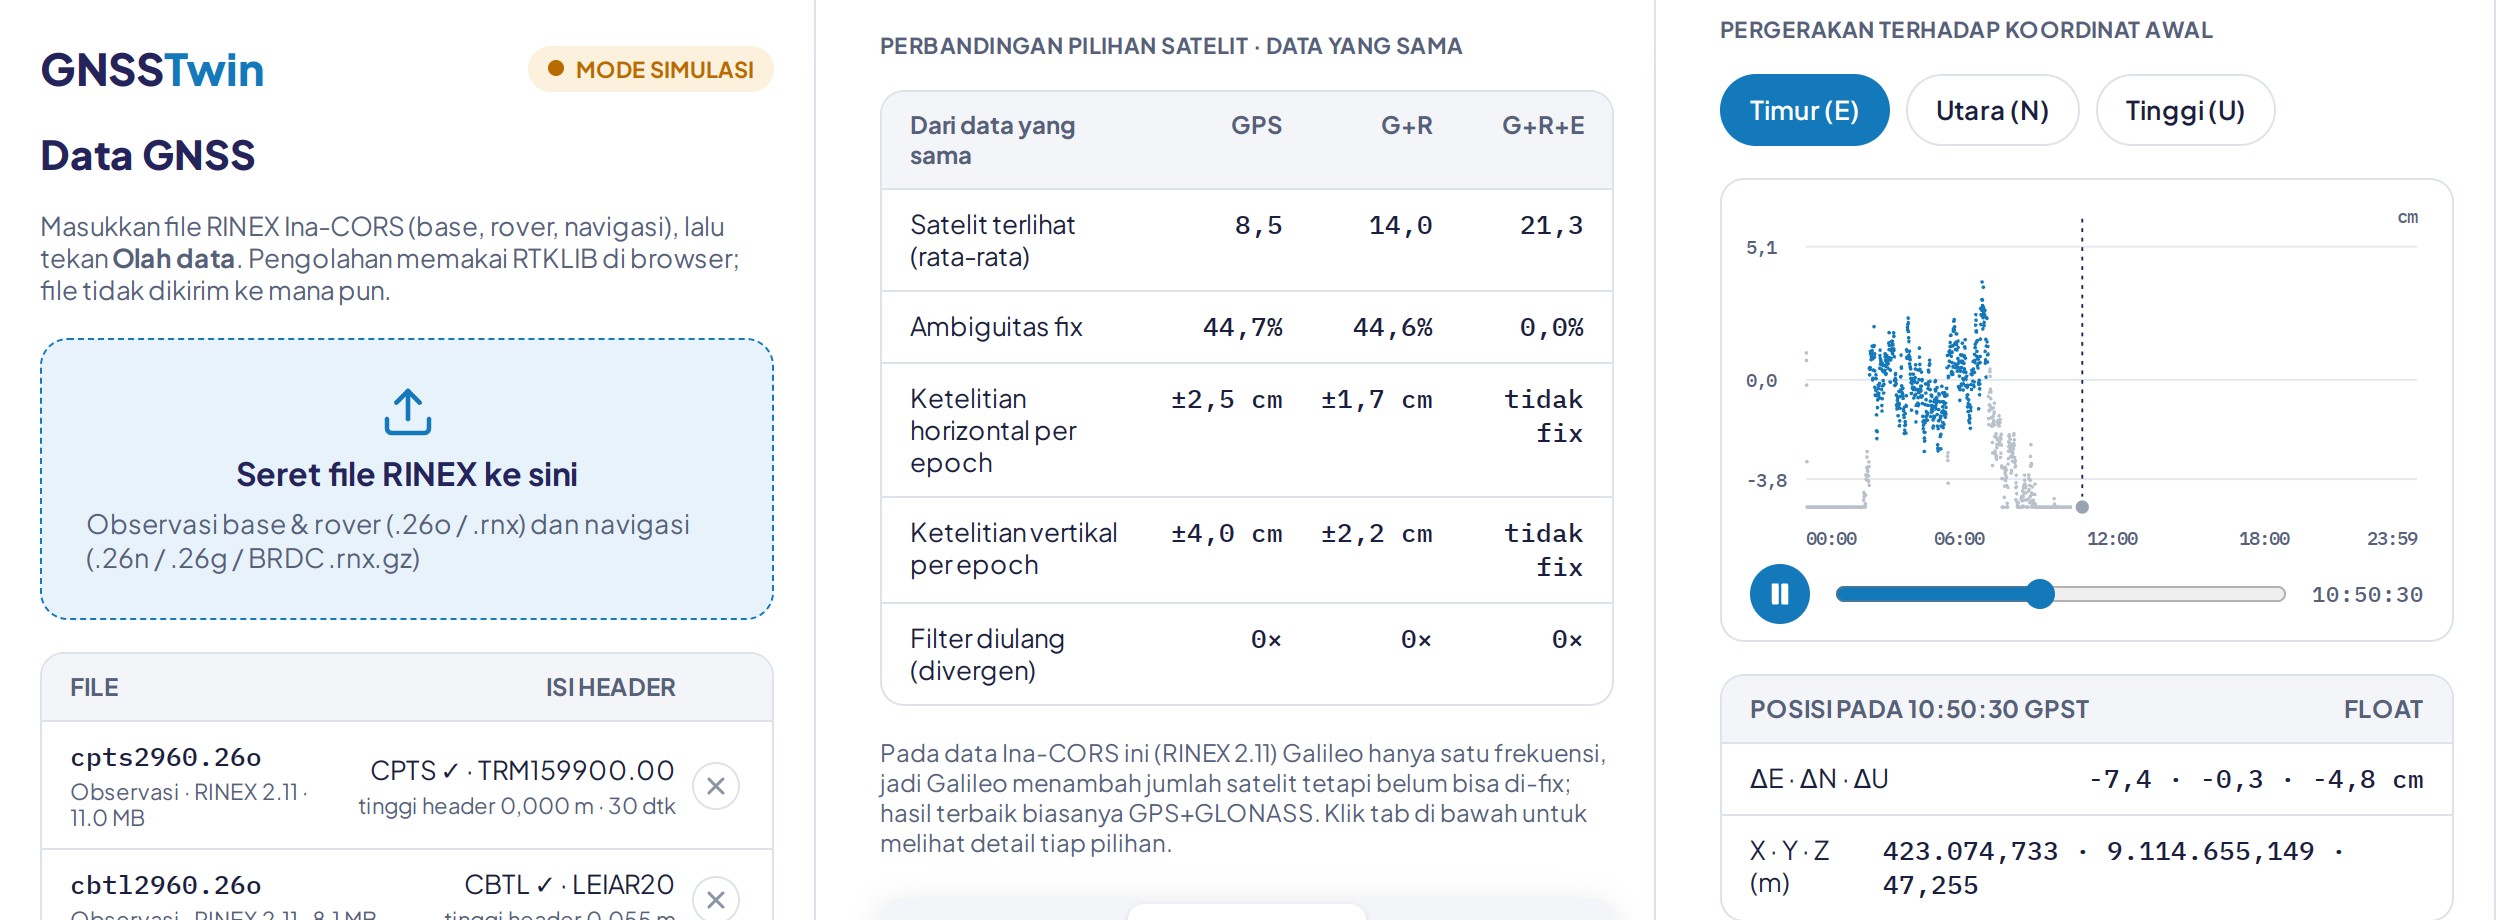 GNSSTwin
MODE SIMULASI
Data GNSS
Masukkan file RINEX Ina-CORS (base, rover, navigasi), lalu
tekan Olah data. Pengolahan memakai RTKLIB di browser;
file tidak dikirim ke mana pun.
Seret file RINEX ke sini
Observasi base & rover (.26o / .rnx) dan navigasi
(.26n / .26g / BRDC .rnx.gz)
FILE ISI HEADER
cpts2960.26o
Observasi · RINEX 2.11 ·
11.0 MB
CPTS ✓ · TRM159900.00
tinggi header 0,000 m · 30 dtk
cbtl2960.26o
Observasi · RINEX 2.11 · 8.1 MB
CBTL ✓ · LEIAR20
tinggi header 0,055 m
PERBANDINGAN PILIHAN SATELIT · DATA YANG SAMA
Dari data yang
sama
GPS G+R G+R+E
Satelit terlihat
(rata-rata)
8,5 14,0 21,3
Ambiguitas fix 44,7% 44,6% 0,0%
Ketelitian
horizontal per
epoch
±2,5 cm ±1,7 cm tidak
fix
Ketelitian vertikal
per epoch
±4,0 cm ±2,2 cm tidak
fix
Filter diulang
(divergen)
0× 0× 0×
Pada data Ina-CORS ini (RINEX 2.11) Galileo hanya satu frekuensi,
jadi Galileo menambah jumlah satelit tetapi belum bisa di-fix;
hasil terbaik biasanya GPS+GLONASS. Klik tab di bawah untuk
melihat detail tiap pilihan.
PERGERAKAN TERHADAP KOORDINAT AWAL
Timur (E) Utara (N) Tinggi (U)
cm
5,1
0,0
-3,8
00:00 06:00 12:00 18:00 23:59
10:50:30
POSISI PADA 10:50:30 GPST FLOAT
ΔE · ΔN · ΔU -7,4 · -0,3 · -4,8 cm
X · Y · Z
(m)
423.074,733 · 9.114.655,149 ·
47,255